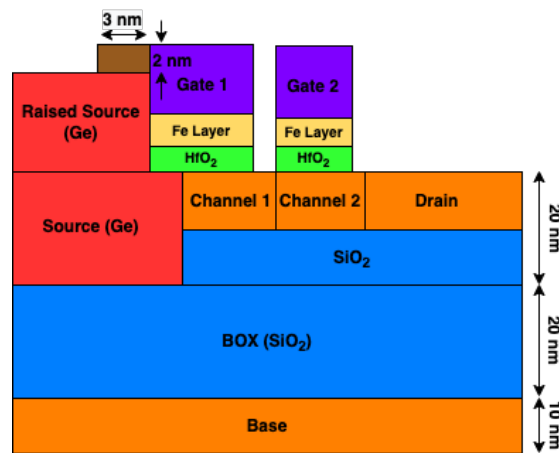 3 nm
2 nm
Gate 1
Gate 2
Raised Source
(Ge)
Fe Layer
Fe Layer
HfO₂
HfO₂
Channel 1
Channel 2
Drain
Source (Ge)
20 nm
SiO₂
BOX (SiO₂)
20 nm
Base
10 nm